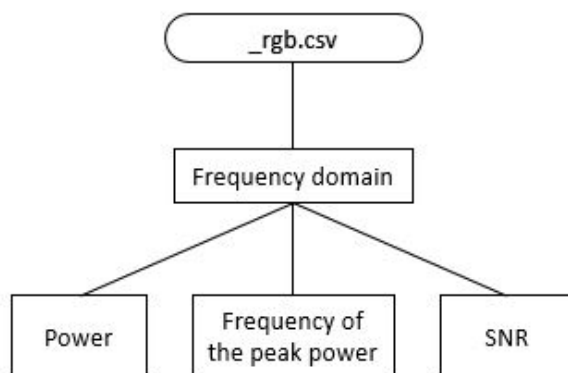 _rgb.csv
Frequency domain
Power
Frequency of
the peak power
SNR